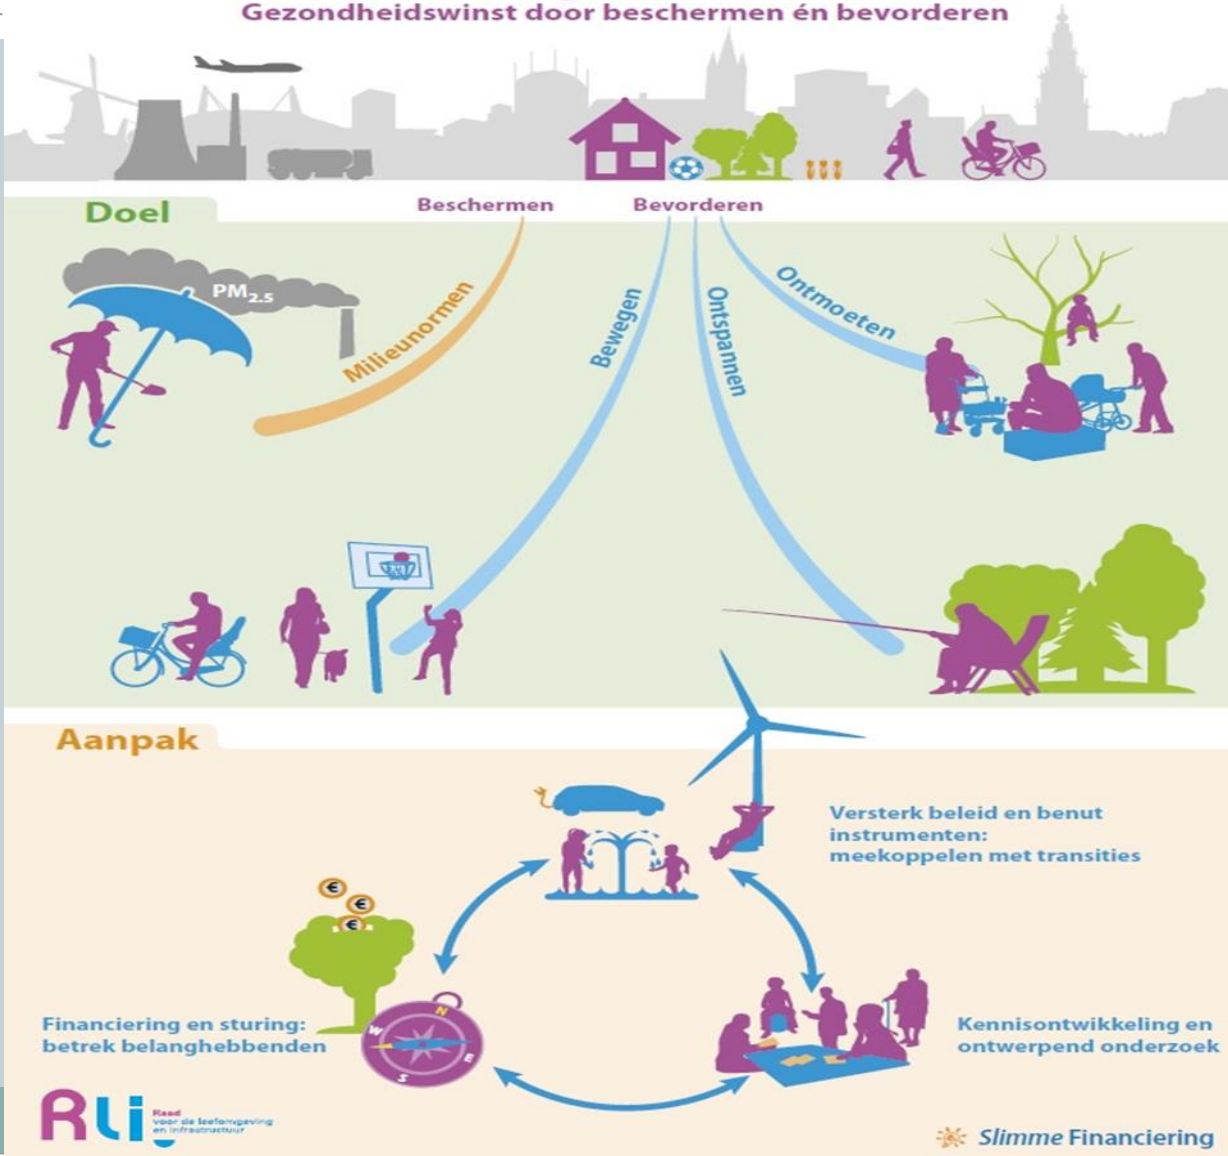 Gezondheidswinst door beschermen én bevorderen
Doel
Beschermen
Bevorderen
PM2.5
Milieunormen
Bewegen
Ontspannen
Ontmoeten
Aanpak
Versterk beleid en benut
instrumenten:
meekoppelen met transities
€
€
€
N
W
E
S
Financiering en sturing:
betrek belanghebbenden
Kennisontwikkeling en
ontwerpend onderzoek
Rli
Raad
voor de leefomgeving
en infrastructuur
Slimme Financiering